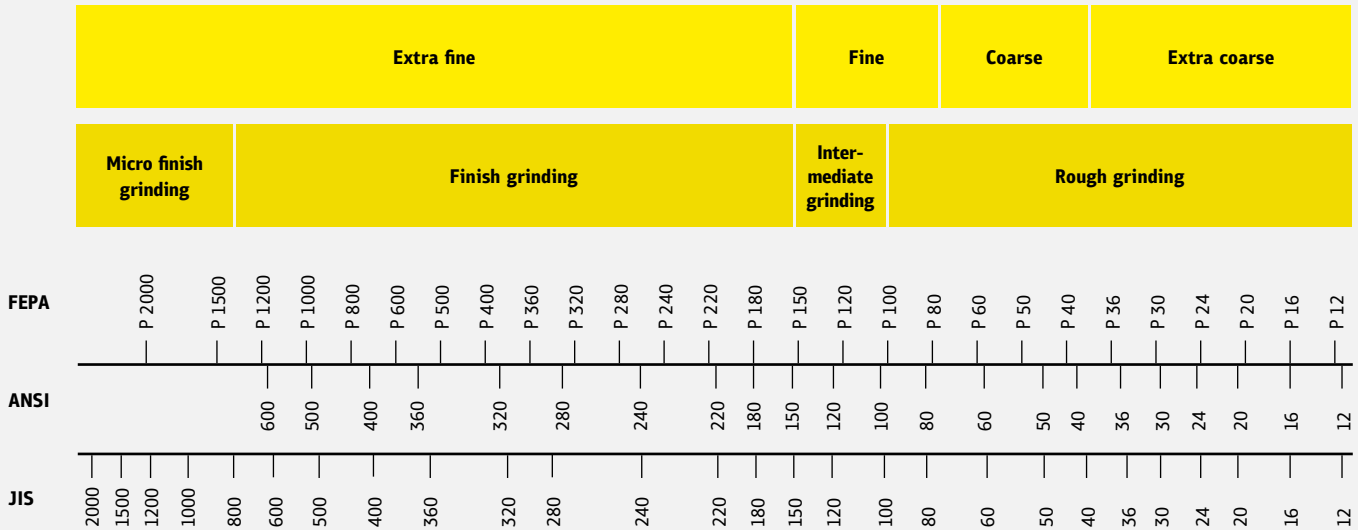 Extra fine Fine Coarse Extra coarse
Micro finish
grinding
Finish grinding
Inter-
mediate
grinding
Rough grinding
FEPA P 2000 P 1500 P 1200 P 1000 P 800 P 600 P 500 P 400 P 360 P 320 P 280 P 240 P 220 P 180 P 150 P 120 P 100 P 80 P 60 P 50 P 40 P 36 P 30 P 24 P 20 P 16 P 12
ANSI 600 500 400 360 320 280 240 220 180 150 120 100 80 60 50 40 36 30 24 20 16 12
JIS 2000 1500 1200 1000 800 600 500 400 360 320 280 240 220 180 150 120 100 80 60 50 40 36 30 24 20 16 12